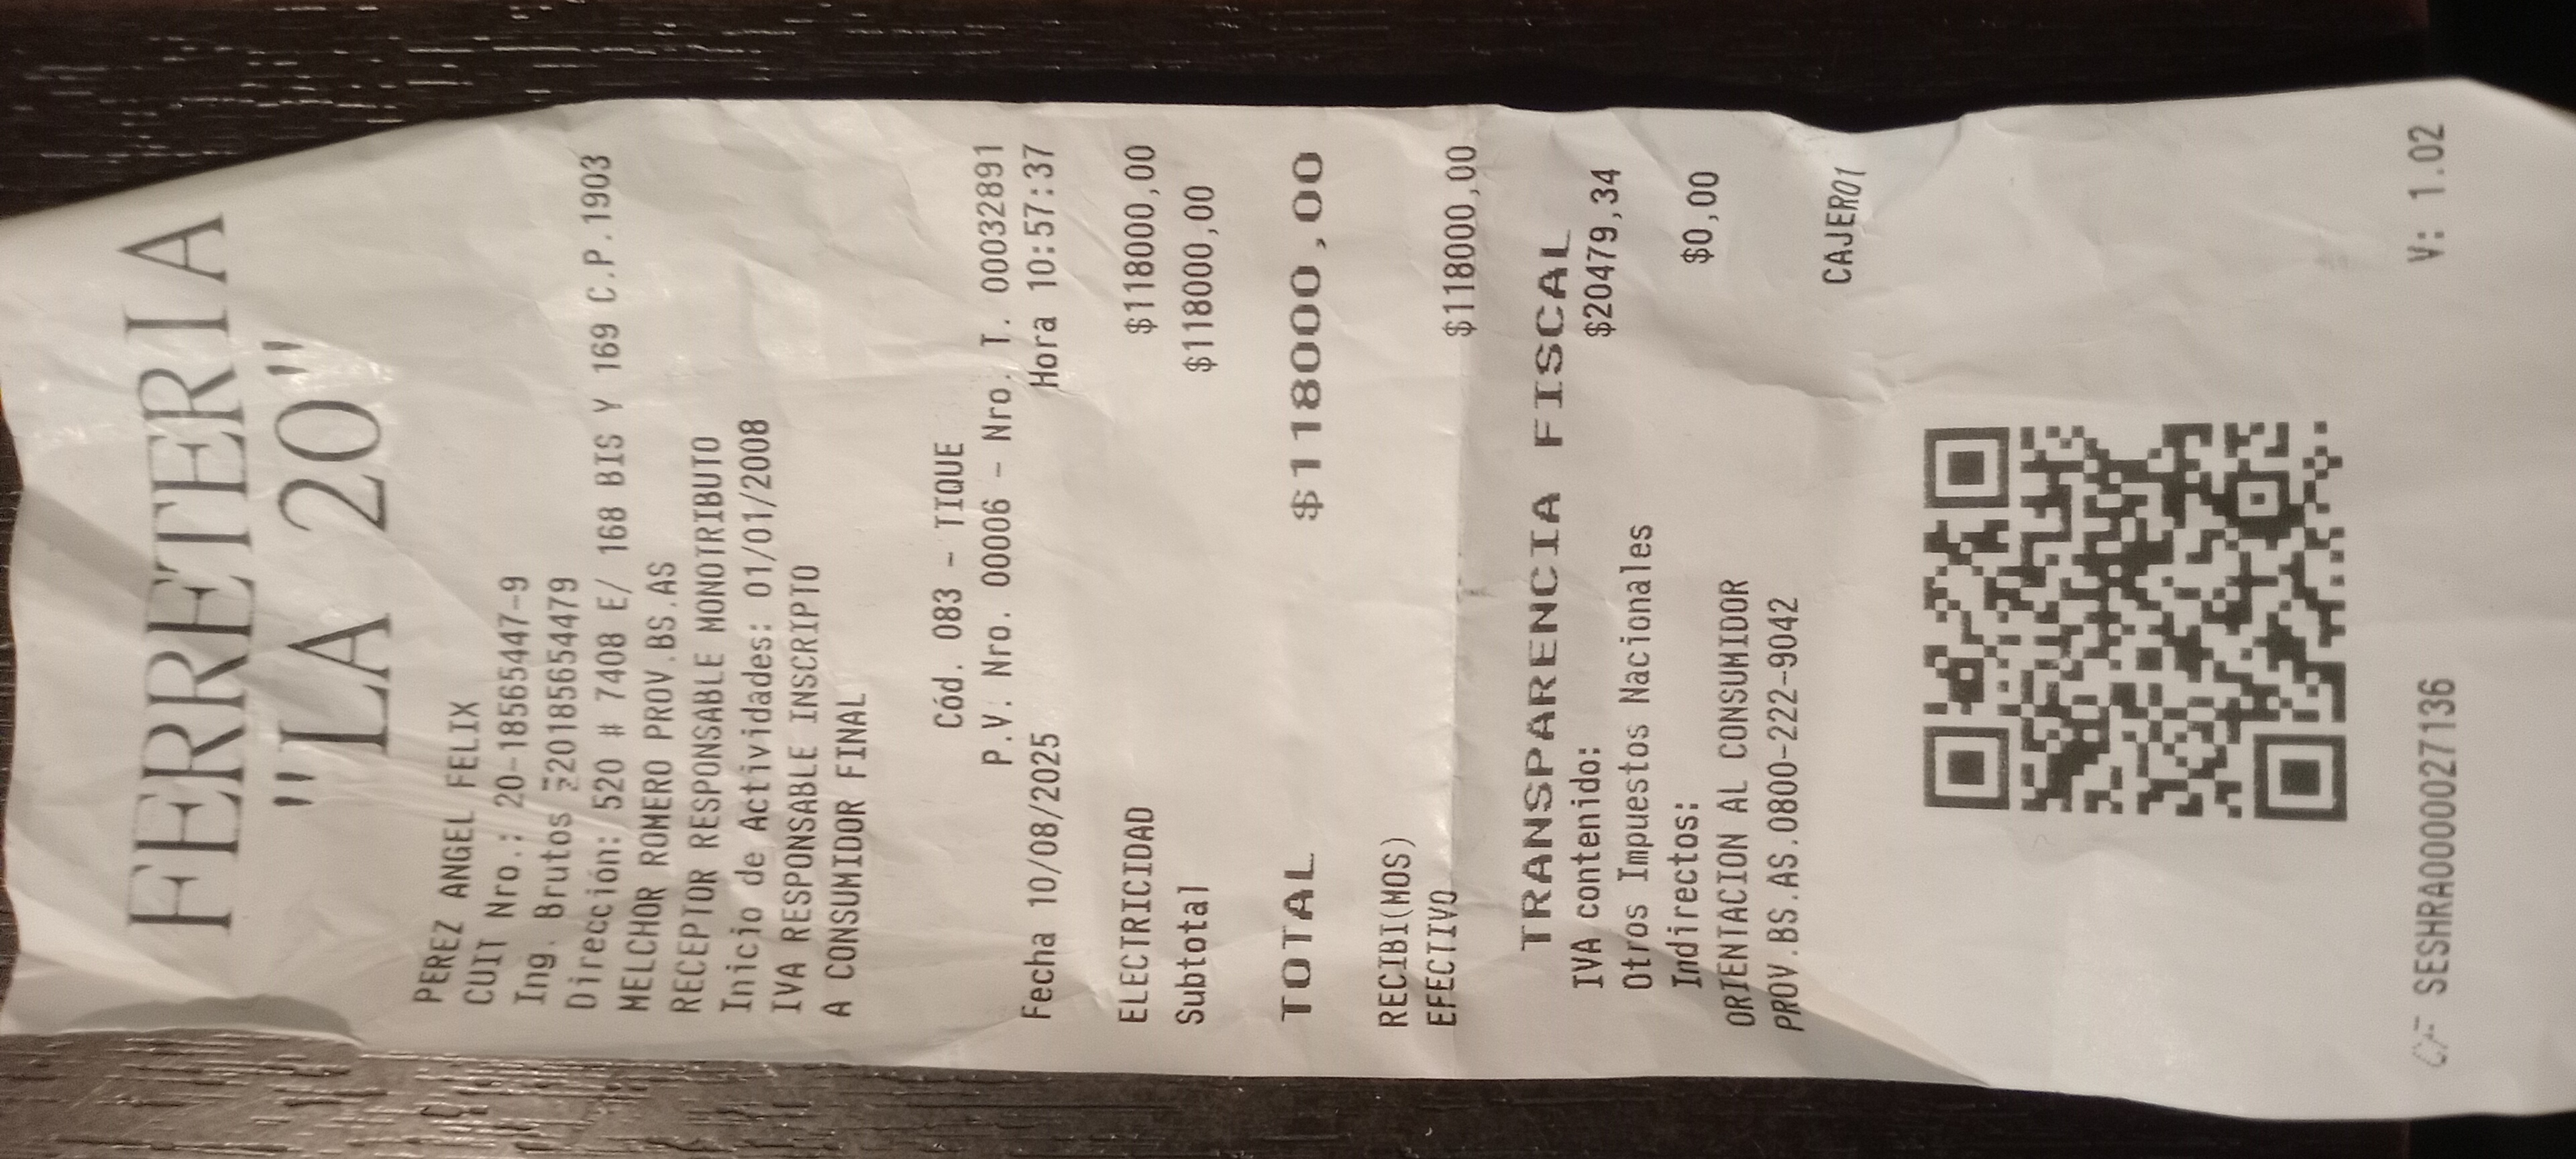 FERRETERIA
"LA 20"
PEREZ ANGEL FELIX
CUIT Nro.: 20-18565447-9
Ing. Brutos 20185654479
Dirección: 520 # 7408 E/ 168 BIS Y 169 C.P.1903
MELCHOR ROMERO PROV.BS.AS
RECEPTOR RESPONSABLE MONOTRIBUTO
Inicio de Actividades: 01/01/2008
IVA RESPONSABLE INSCRIPTO
A CONSUMIDOR FINAL
Cód. 083 - TIQUE
P.V. Nro. 00006 - Nro. T. 00032891
Fecha 10/08/2025 Hora 10:57:37
ELECTRICIDAD $118000,00
Subtotal $118000,00
TOTAL $118000,00
RECIBI(MOS)
EFECTIVO $118000,00
TRANSPARENCIA FISCAL
IVA contenido: $20479,34
Otros Impuestos Nacionales
Indirectos: $0,00
ORIENTACION AL CONSUMIDOR
PROV.BS.AS.0800-222-9042
CAJERO1
CF SESHRA0000027136 V: 1.02